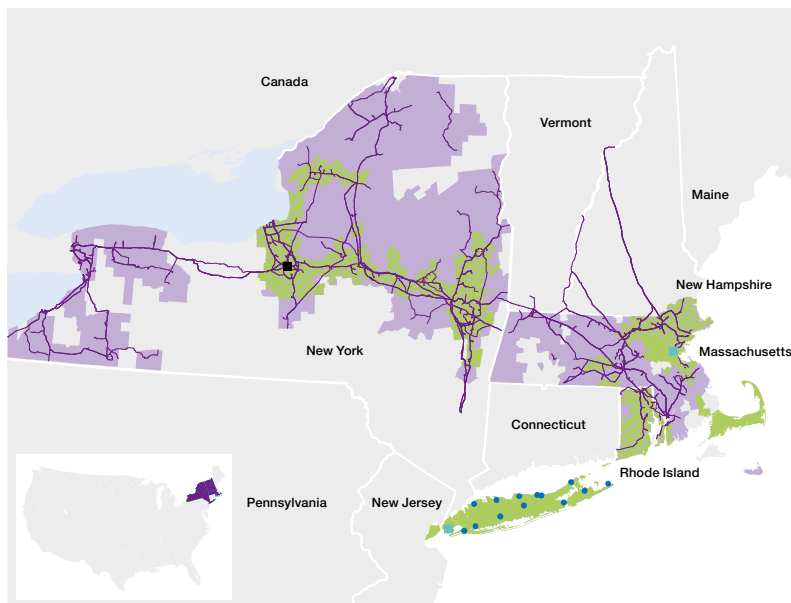 Canada
Vermont
Maine
New Hampshire
New York
Massachusetts
Connecticut
Rhode Island
Pennsylvania
New Jersey